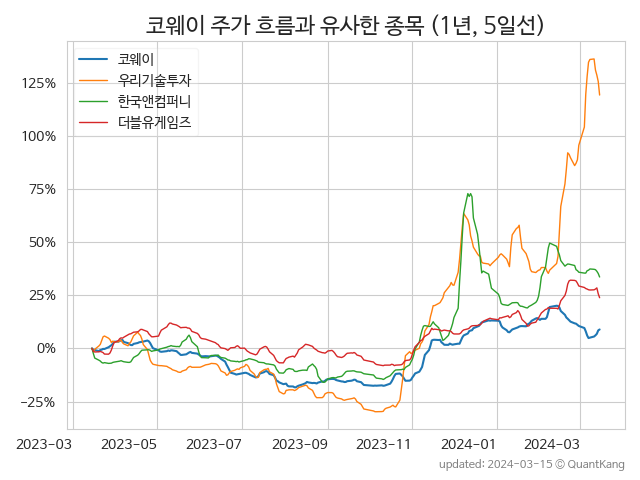 코웨이 주가 흐름과 유사한 종목 (1년, 5일선)
코웨이
우리기술투자
한국앤컴퍼니
더블유게임즈
125%
100%
75%
50%
25%
0%
−25%
2023−03 2023−05 2023−07 2023−09 2023−11 2024−01 2024−03
updated: 2024-03-15 © QuantKang